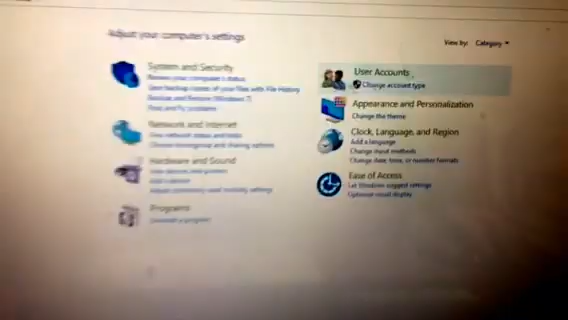 Adjust your computer's settings
View by: Category
System and Security
Review your computer's status
Save backup copies of your files with File History
Backup and Restore (Windows 7)
Find and fix problems
Network and Internet
View network status and tasks
Choose homegroup and sharing options
Hardware and Sound
View devices and printers
Add a device
Adjust commonly used mobility settings
Programs
Uninstall a program
User Accounts
Change account type
Appearance and Personalization
Change the theme
Clock, Language, and Region
Add a language
Change input methods
Change date, time, or number formats
Ease of Access
Let Windows suggest settings
Optimize visual display